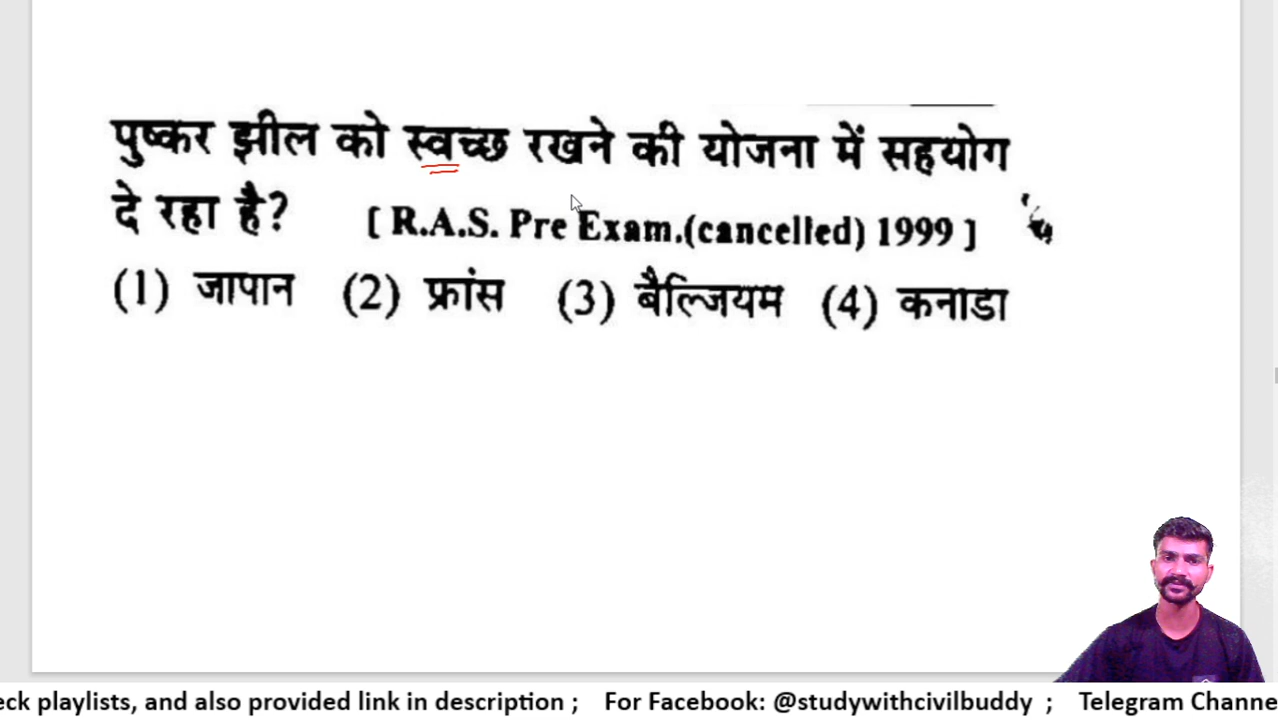 पुष्कर झील को स्वच्छ रखने की योजना में सहयोग
दे रहा है? [ R.A.S. Pre Exam.(cancelled) 1999 ]
(1) जापान (2) फ्रांस (3) बैल्जियम (4) कनाडा
eck playlists, and also provided link in description ; For Facebook: @studywithcivilbuddy ; Telegram Channe